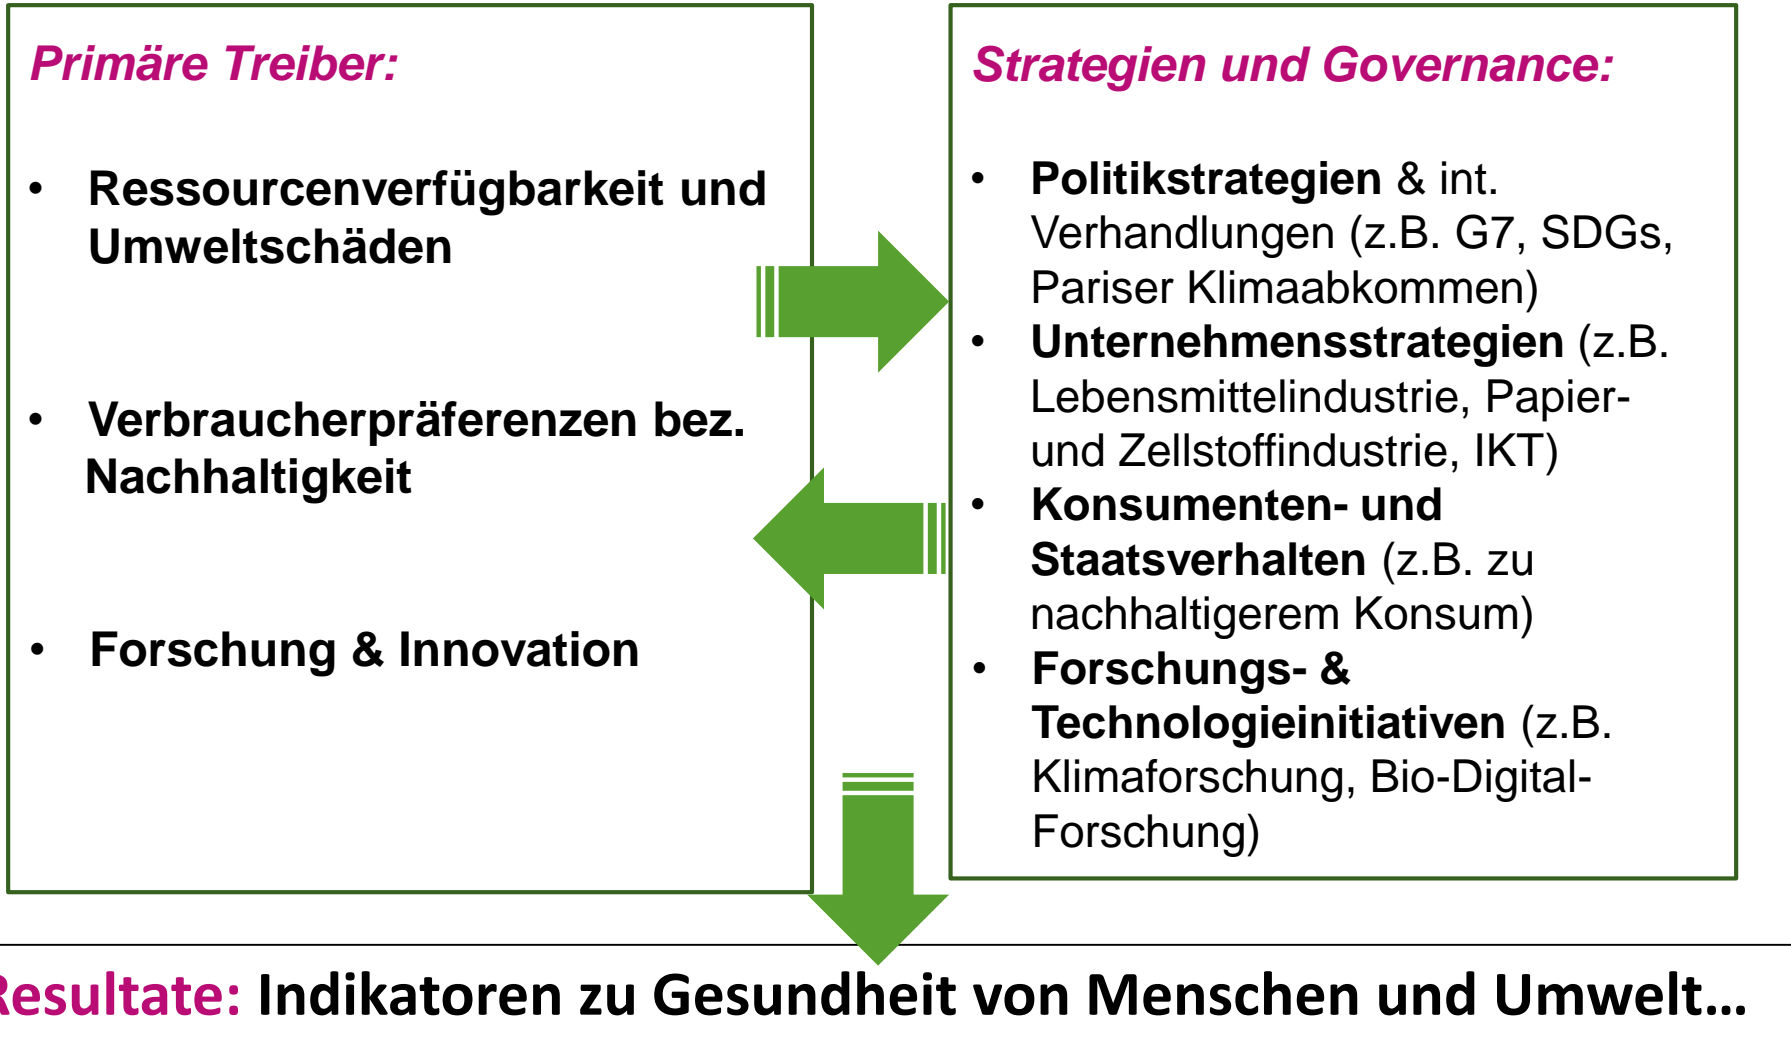 Primäre Treiber:
• Ressourcenverfügbarkeit und
Umweltschäden
• Verbraucherpräferenzen bez.
Nachhaltigkeit
• Forschung & Innovation
Strategien und Governance:
• Politikstrategien & int.
Verhandlungen (z.B. G7, SDGs,
Pariser Klimaabkommen)
• Unternehmensstrategien (z.B.
Lebensmittelindustrie, Papier-
und Zellstoffindustrie, IKT)
• Konsumenten- und
Staatsverhalten (z.B. zu
nachhaltigerem Konsum)
• Forschungs- &
Technologieinitiativen (z.B.
Klimaforschung, Bio-Digital-
Forschung)
Resultate: Indikatoren zu Gesundheit von Menschen und Umwelt…